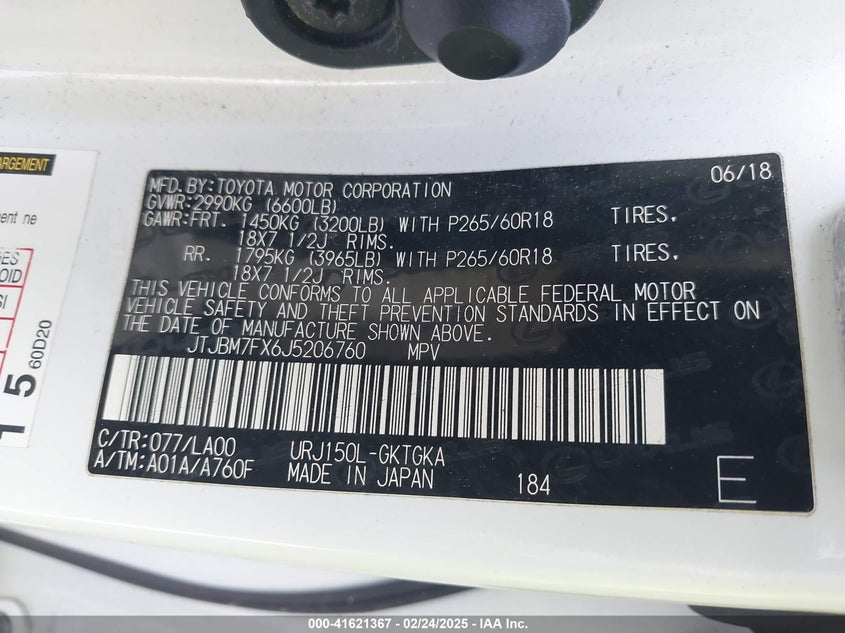 06/18
MFD. BY: TOYOTA MOTOR CORPORATION
GVWR: 2990KG (6600LB)
GAWR: FRT. 1450KG (3200LB) WITH P265/60R18 TIRES,
18X7 1/2J RIMS.
RR. 1795KG (3965LB) WITH P265/60R18 TIRES,
18X7 1/2J RIMS.
THIS VEHICLE CONFORMS TO ALL APPLICABLE FEDERAL MOTOR
VEHICLE SAFETY AND THEFT PREVENTION STANDARDS IN EFFECT ON
THE DATE OF MANUFACTURE SHOWN ABOVE.
JTJBM7FX6J5206760 MPV
C/TR: 077/LA00 URJ150L-GKTGKA
A/TM: A01A/A760F MADE IN JAPAN 184 E
60D20
5
000-41621367 - 02/24/2025 - IAA Inc.